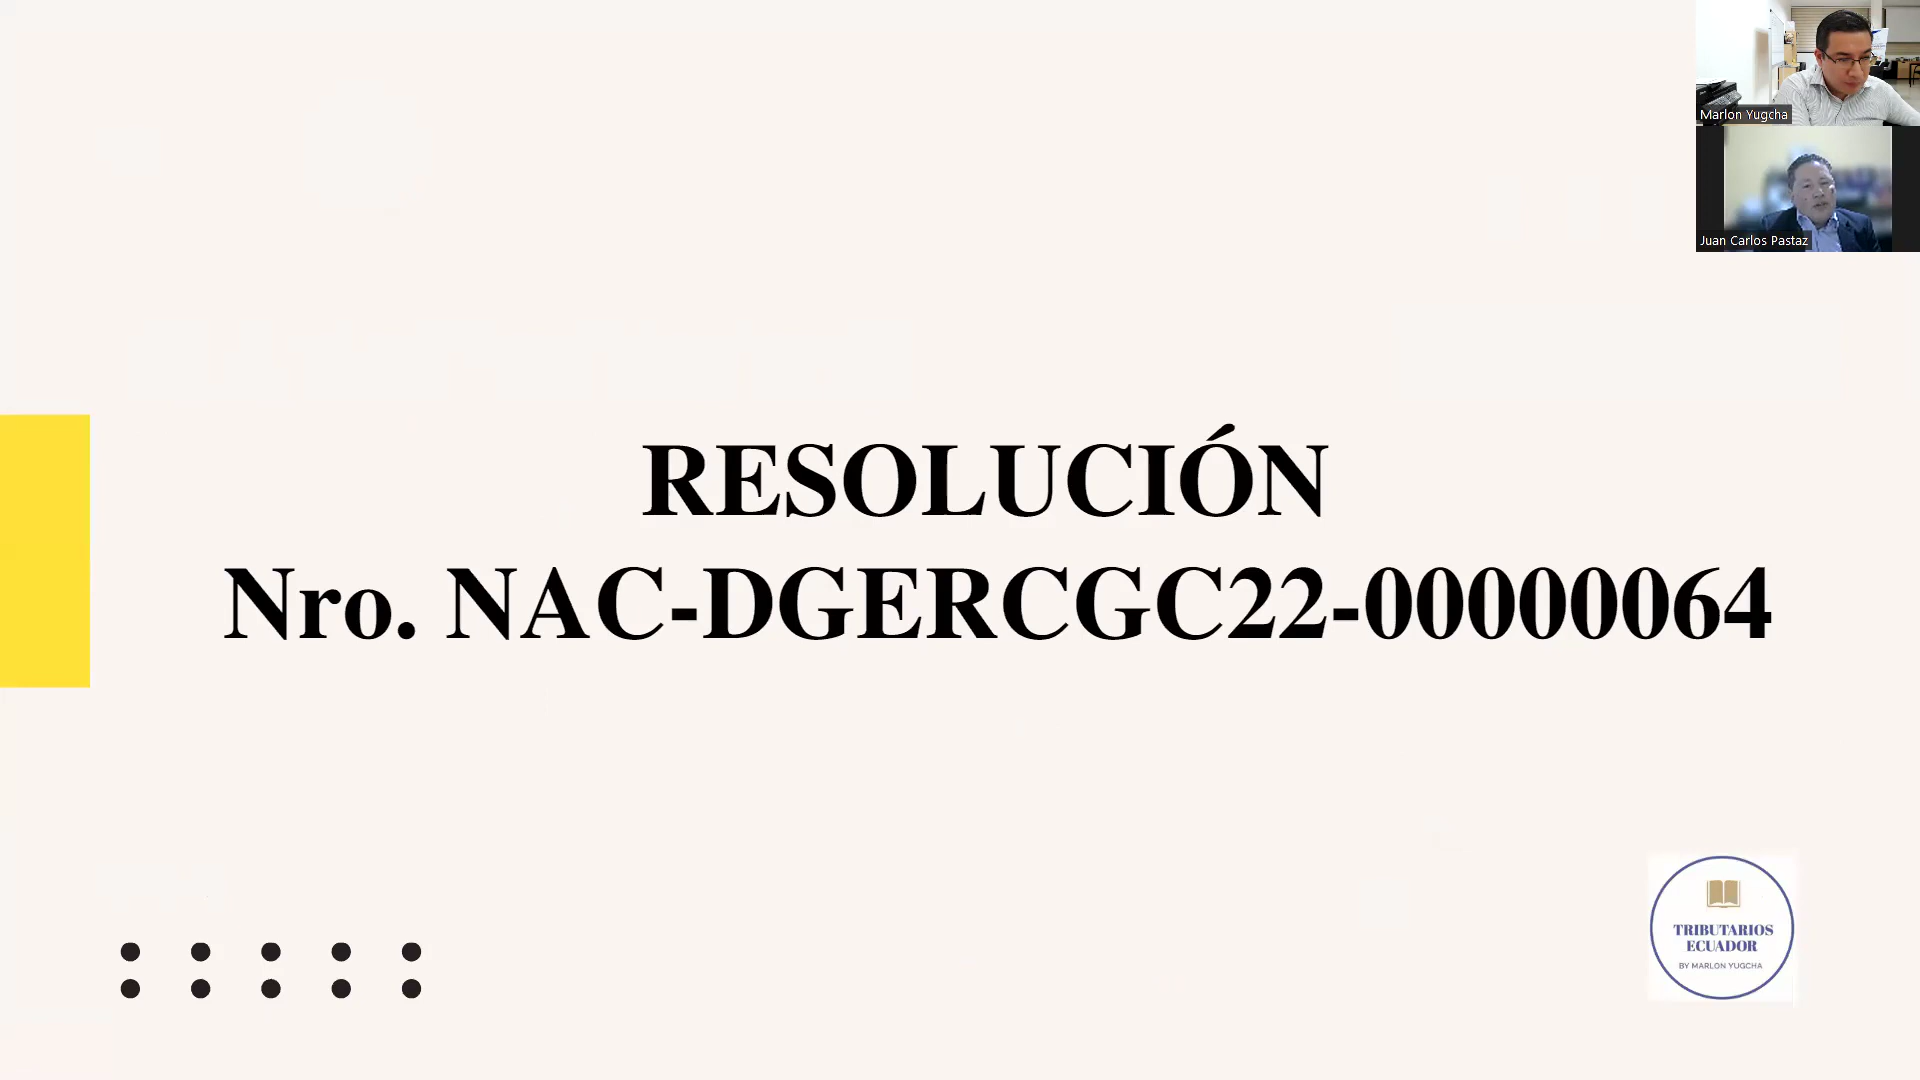 Marlon Yugcha
Juan Carlos Pastaz
RESOLUCIÓN
Nro. NAC-DGERCGC22-00000064
TRIBUTARIOS
ECUADOR
BY MARLON YUGCHA